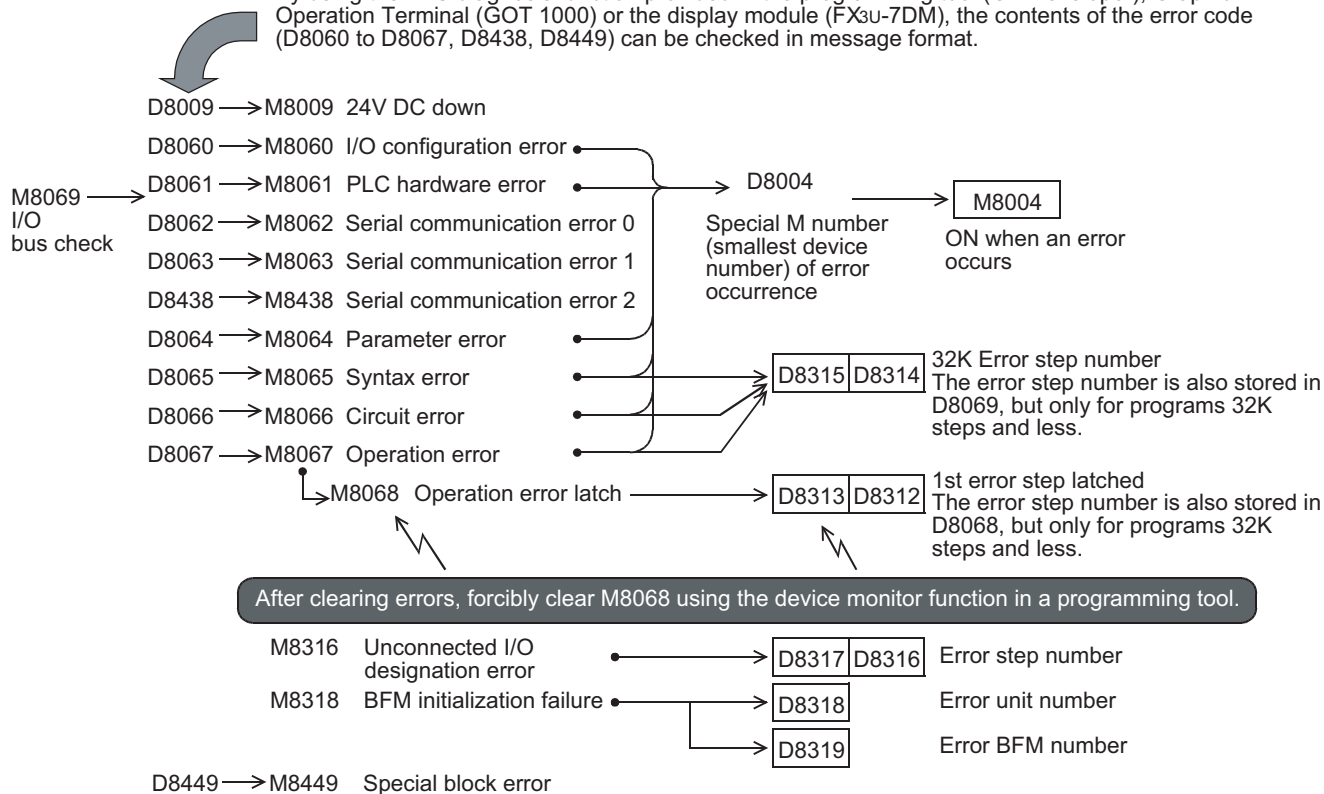 Operation Terminal (GOT 1000) or the display module (FX3U-7DM), the contents of the error code
(D8060 to D8067, D8438, D8449) can be checked in message format.
D8009 M8009 24V DC down
D8060 M8060 I/O configuration error
D8061 M8061 PLC hardware error
D8062 M8062 Serial communication error 0
D8063 M8063 Serial communication error 1
D8438 M8438 Serial communication error 2
D8064 M8064 Parameter error
D8065 M8065 Syntax error
D8066 M8066 Circuit error
D8067 M8067 Operation error
M8068 Operation error latch
M8069
I/O
bus check
D8004
Special M number
(smallest device
number) of error
occurrence
M8004
ON when an error
occurs
D8315 D8314
32K Error step number
The error step number is also stored in
D8069, but only for programs 32K
steps and less.
D8313 D8312
1st error step latched
The error step number is also stored in
D8068, but only for programs 32K
steps and less.
After clearing errors, forcibly clear M8068 using the device monitor function in a programming tool.
M8316 Unconnected I/O
designation error
D8317 D8316 Error step number
M8318 BFM initialization failure
D8318 Error unit number
D8319 Error BFM number
D8449 M8449 Special block error